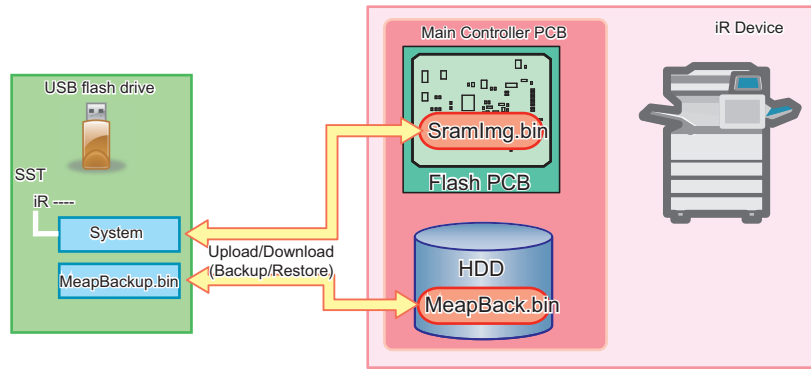 Main Controller PCB
iR Device
USB flash drive
SramImg.bin
SST
Flash PCB
iR ----
System
Upload/Download
(Backup/Restore)
HDD
MeapBackup.bin
MeapBack.bin